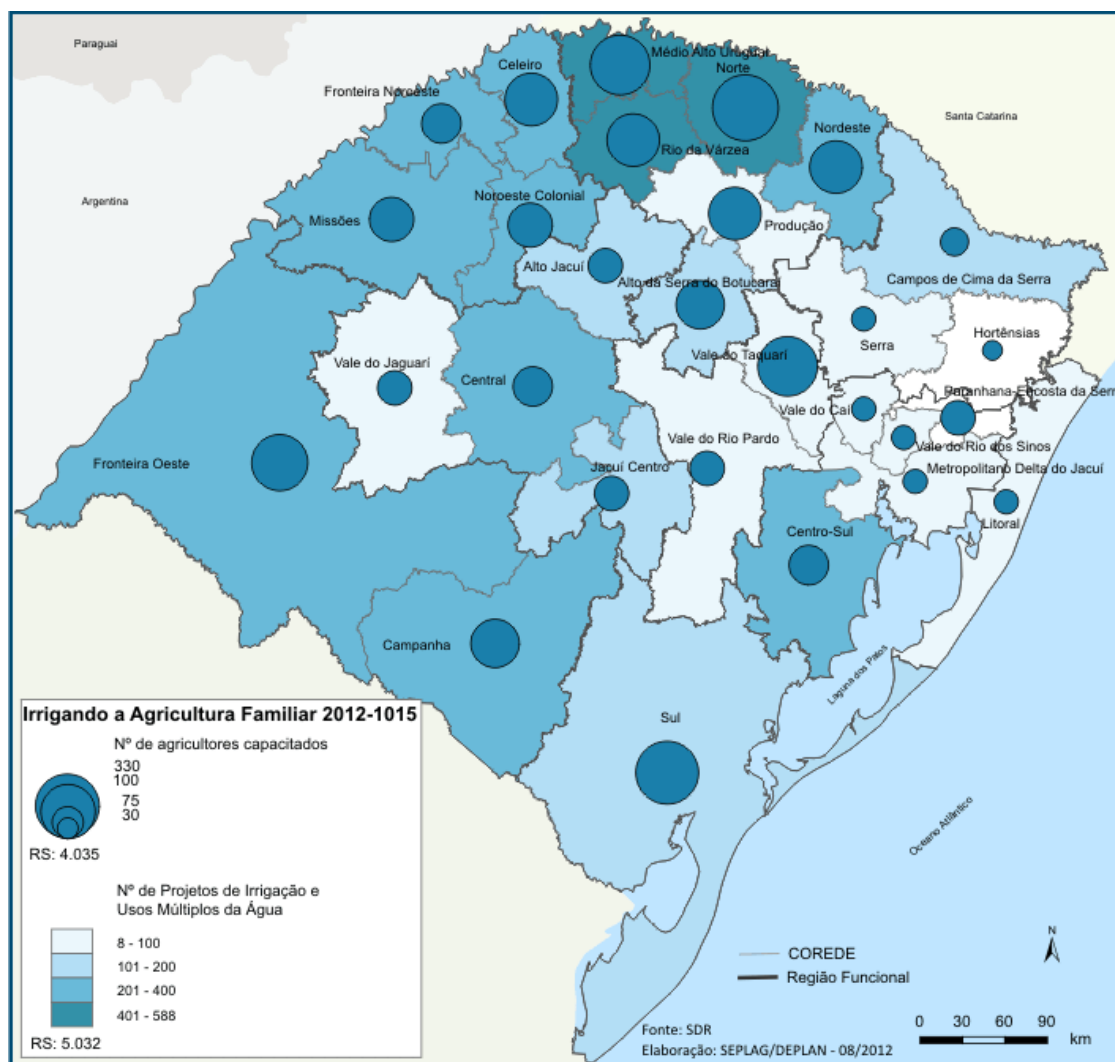 Paraguai
Médio Alto Uruguai
Celeiro
Norte
Fronteira Noroeste
Santa Catarina
Nordeste
Rio da Várzea
Argentina
Noroeste Colonial
Missões
Produção
Alto Jacuí
Campos de Cima da Serra
Alto da Serra do Botucaraí
Hortênsias
Serra
Vale do Taquarí
Vale do Jaguarí
Central
Paranhana-Encosta da Serr
Vale do Caí
Vale do Rio Pardo
Vale do Rio dos Sinos
Fronteira Oeste
Jacuí Centro
Metropolitano Delta do Jacuí
Litoral
Centro-Sul
Campanha
Laguna dos Patos
Sul
Oceano Atlântico
Irrigando a Agricultura Familiar 2012-1015
Nº de agricultores capacitados
330
100
75
30
RS: 4.035
Nº de Projetos de Irrigação e
Usos Múltiplos da Água
8 - 100
101 - 200
201 - 400
401 - 588
RS: 5.032
COREDE
Região Funcional
N
Fonte: SDR
Elaboração: SEPLAG/DEPLAN - 08/2012
0 30 60 90
km